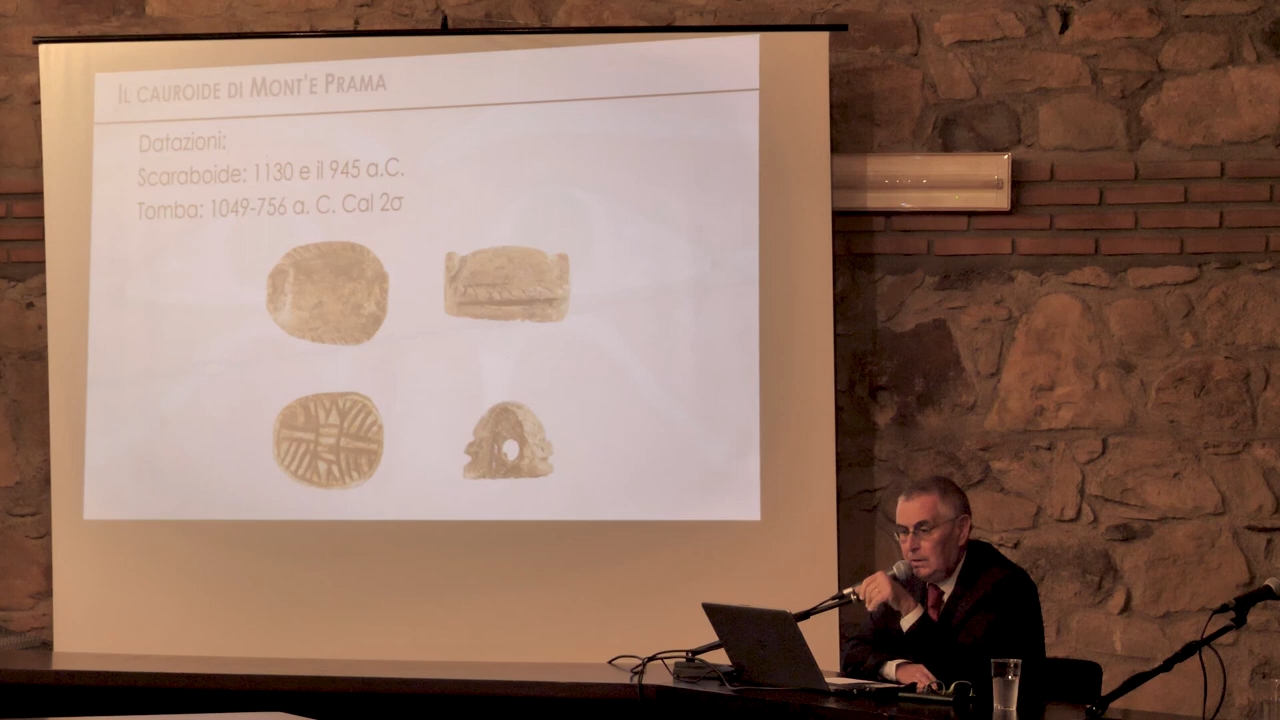 IL CAUROIDE DI MONT'E PRAMA
Datazioni:
Scaraboide: 1130 e il 945 a.C.
Tomba: 1049-756 a. C. Cal 2σ